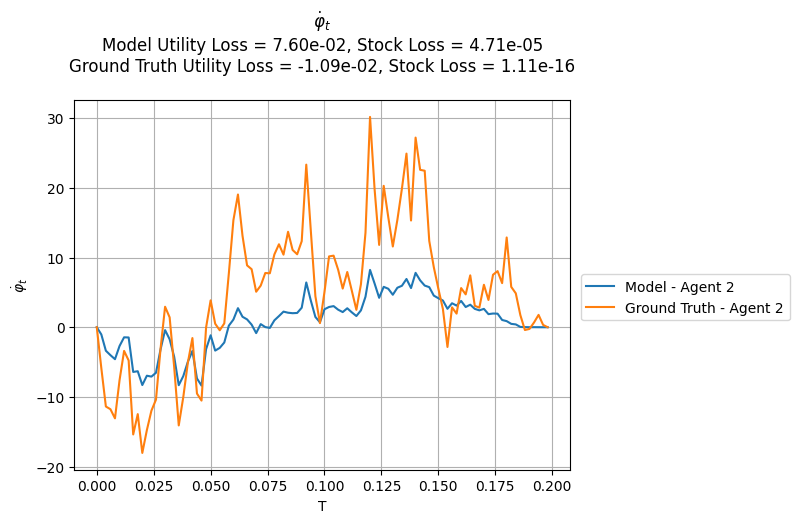 φ̇ₜ
Model Utility Loss = 7.60e-02, Stock Loss = 4.71e-05
Ground Truth Utility Loss = -1.09e-02, Stock Loss = 1.11e-16
φ̇ₜ
30
20
10
0
−10
−20
0.000 0.025 0.050 0.075 0.100 0.125 0.150 0.175 0.200
T
Model - Agent 2
Ground Truth - Agent 2